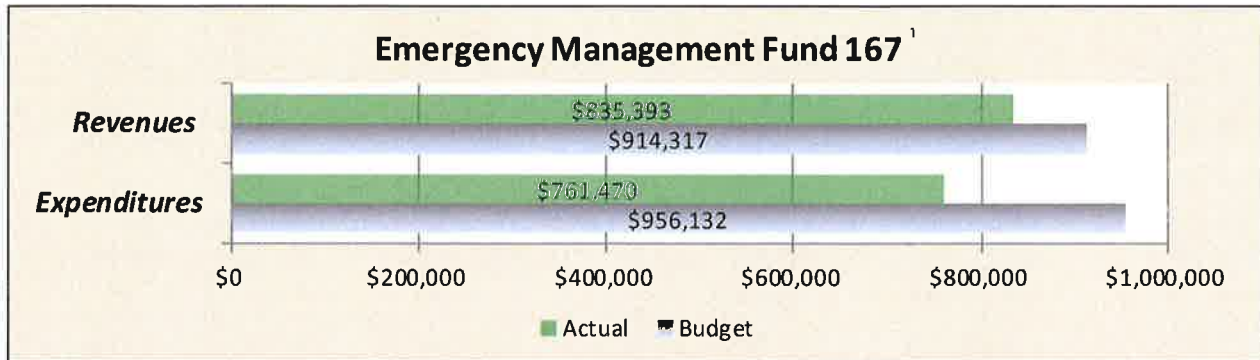 Emergency Management Fund 167 ¹
Revenues
$835,393
$914,317
Expenditures
$761,470
$956,132
$0 $200,000 $400,000 $600,000 $800,000 $1,000,000
Actual Budget